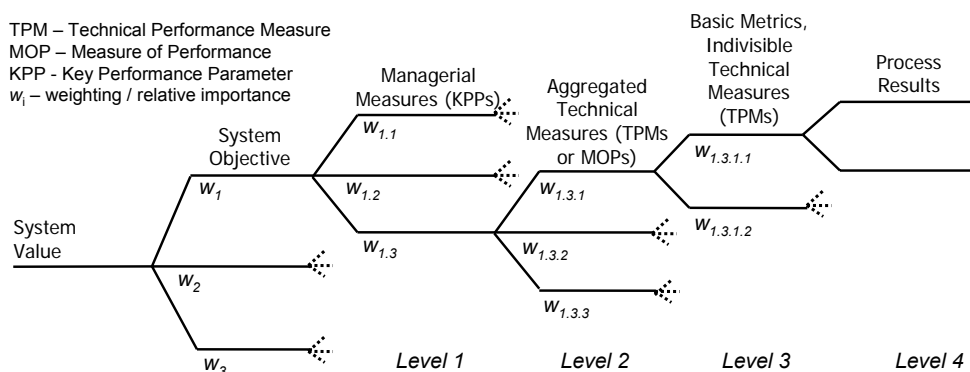 TPM – Technical Performance Measure
MOP – Measure of Performance
KPP - Key Performance Parameter
wi – weighting / relative importance
System
Value
w1
w2
w3
System
Objective
Managerial
Measures (KPPs)
w1.1
w1.2
w1.3
Aggregated
Technical
Measures (TPMs
or MOPs)
w1.3.1
w1.3.2
w1.3.3
Basic Metrics,
Indivisible
Technical
Measures
(TPMs)
w1.3.1.1
w1.3.1.2
Process
Results
Level 1
Level 2
Level 3
Level 4